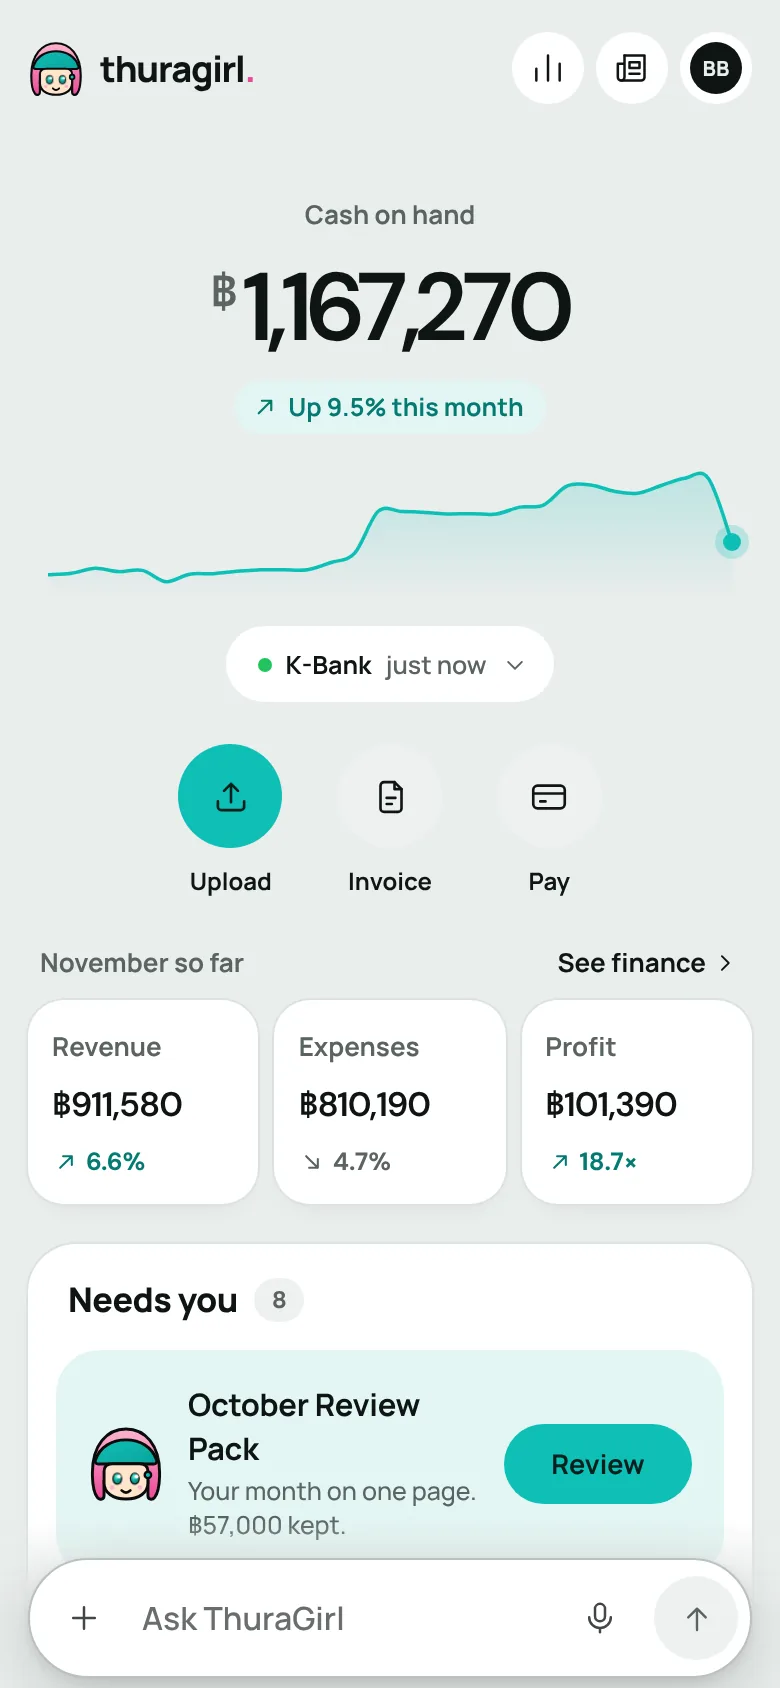 thuragirl.
BB
Cash on hand
฿1,167,270
Up 9.5% this month
K-Bank just now
Upload Invoice Pay
November so far See finance
Revenue Expenses Profit
฿911,580 ฿810,190 ฿101,390
6.6% 4.7% 18.7×
Needs you 8
October Review
Pack
Your month on one page.
฿57,000 kept.
Review
Ask ThuraGirl